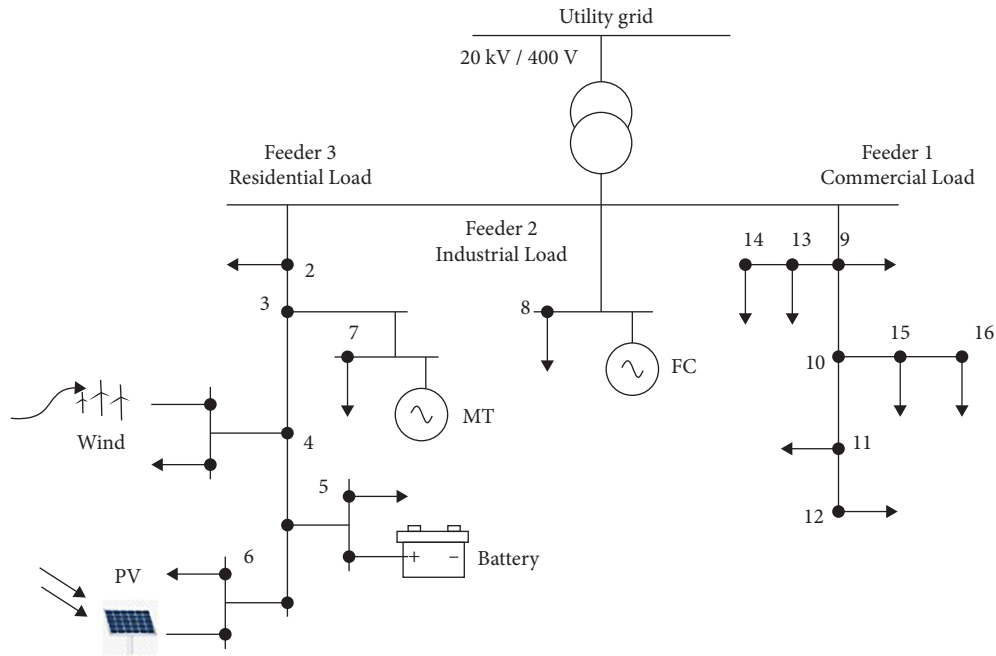 Utility grid
20 kV / 400 V
Feeder 3
Residential Load
Feeder 1
Commercial Load
Feeder 2
Industrial Load
2
3
7
MT
4
Wind
5
+ −
Battery
6
PV
8
FC
14 13 9
10 15 16
11
12